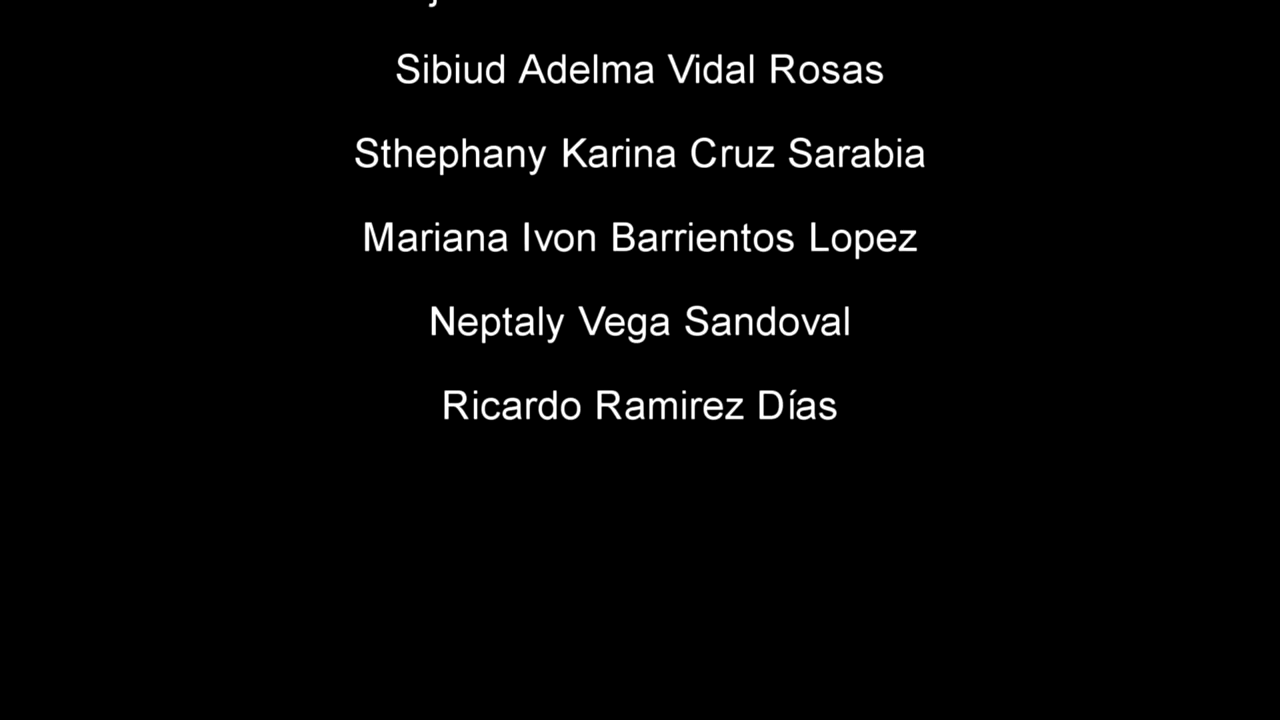 Sibiud Adelma Vidal Rosas
Sthephany Karina Cruz Sarabia
Mariana Ivon Barrientos Lopez
Neptaly Vega Sandoval
Ricardo Ramirez Días